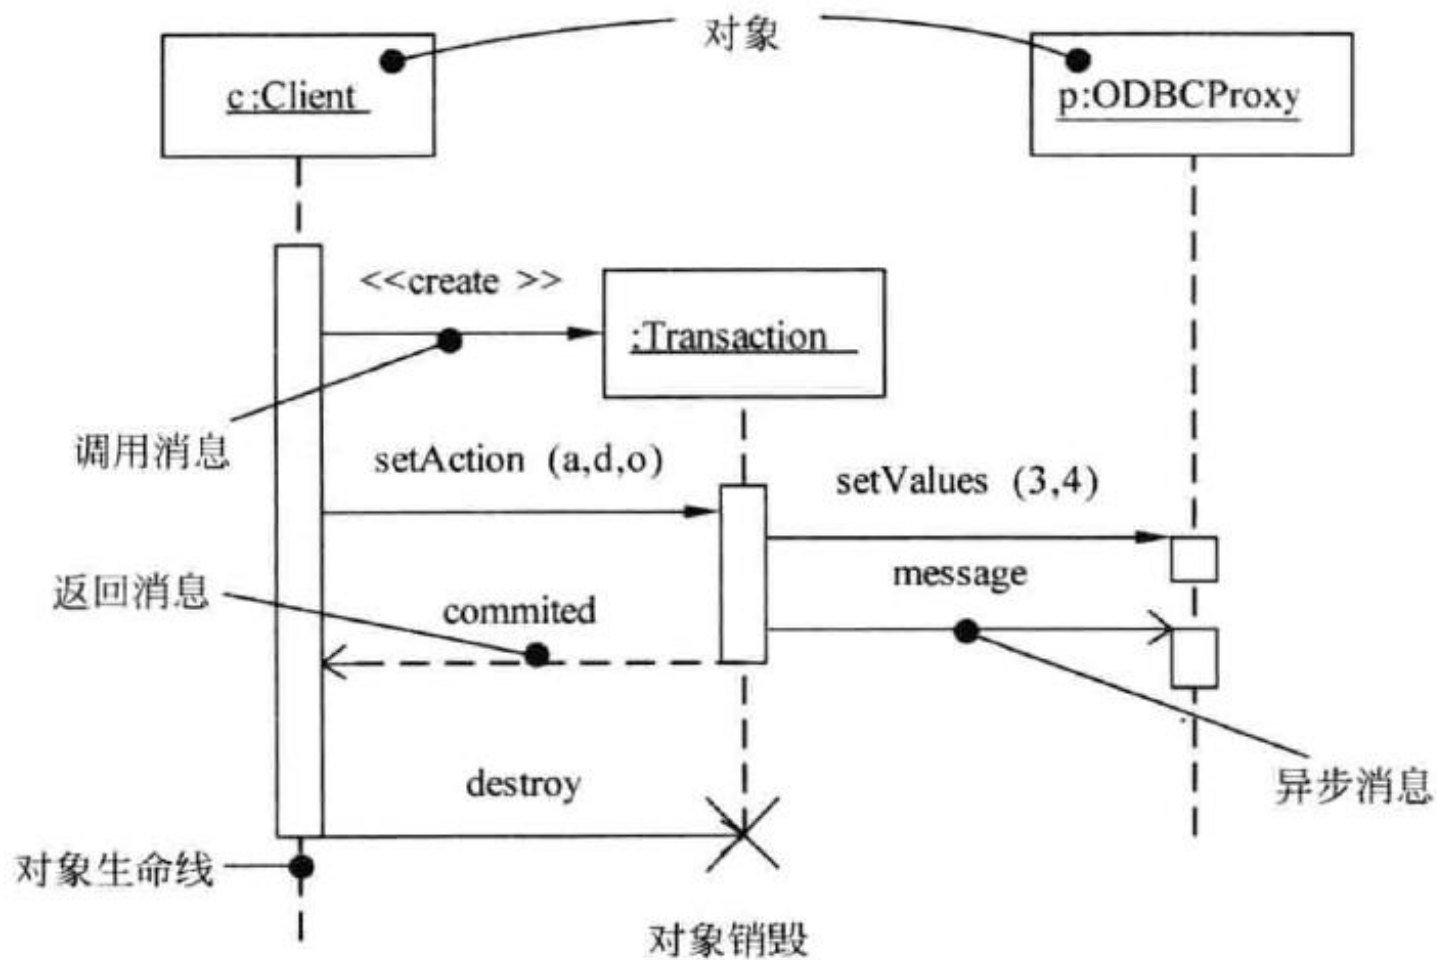 对象
c:Client
p:ODBCProxy
<<create >>
:Transaction
调用消息
setAction (a,d,o)
setValues (3,4)
message
返回消息
commited
destroy
异步消息
对象生命线
对象销毁